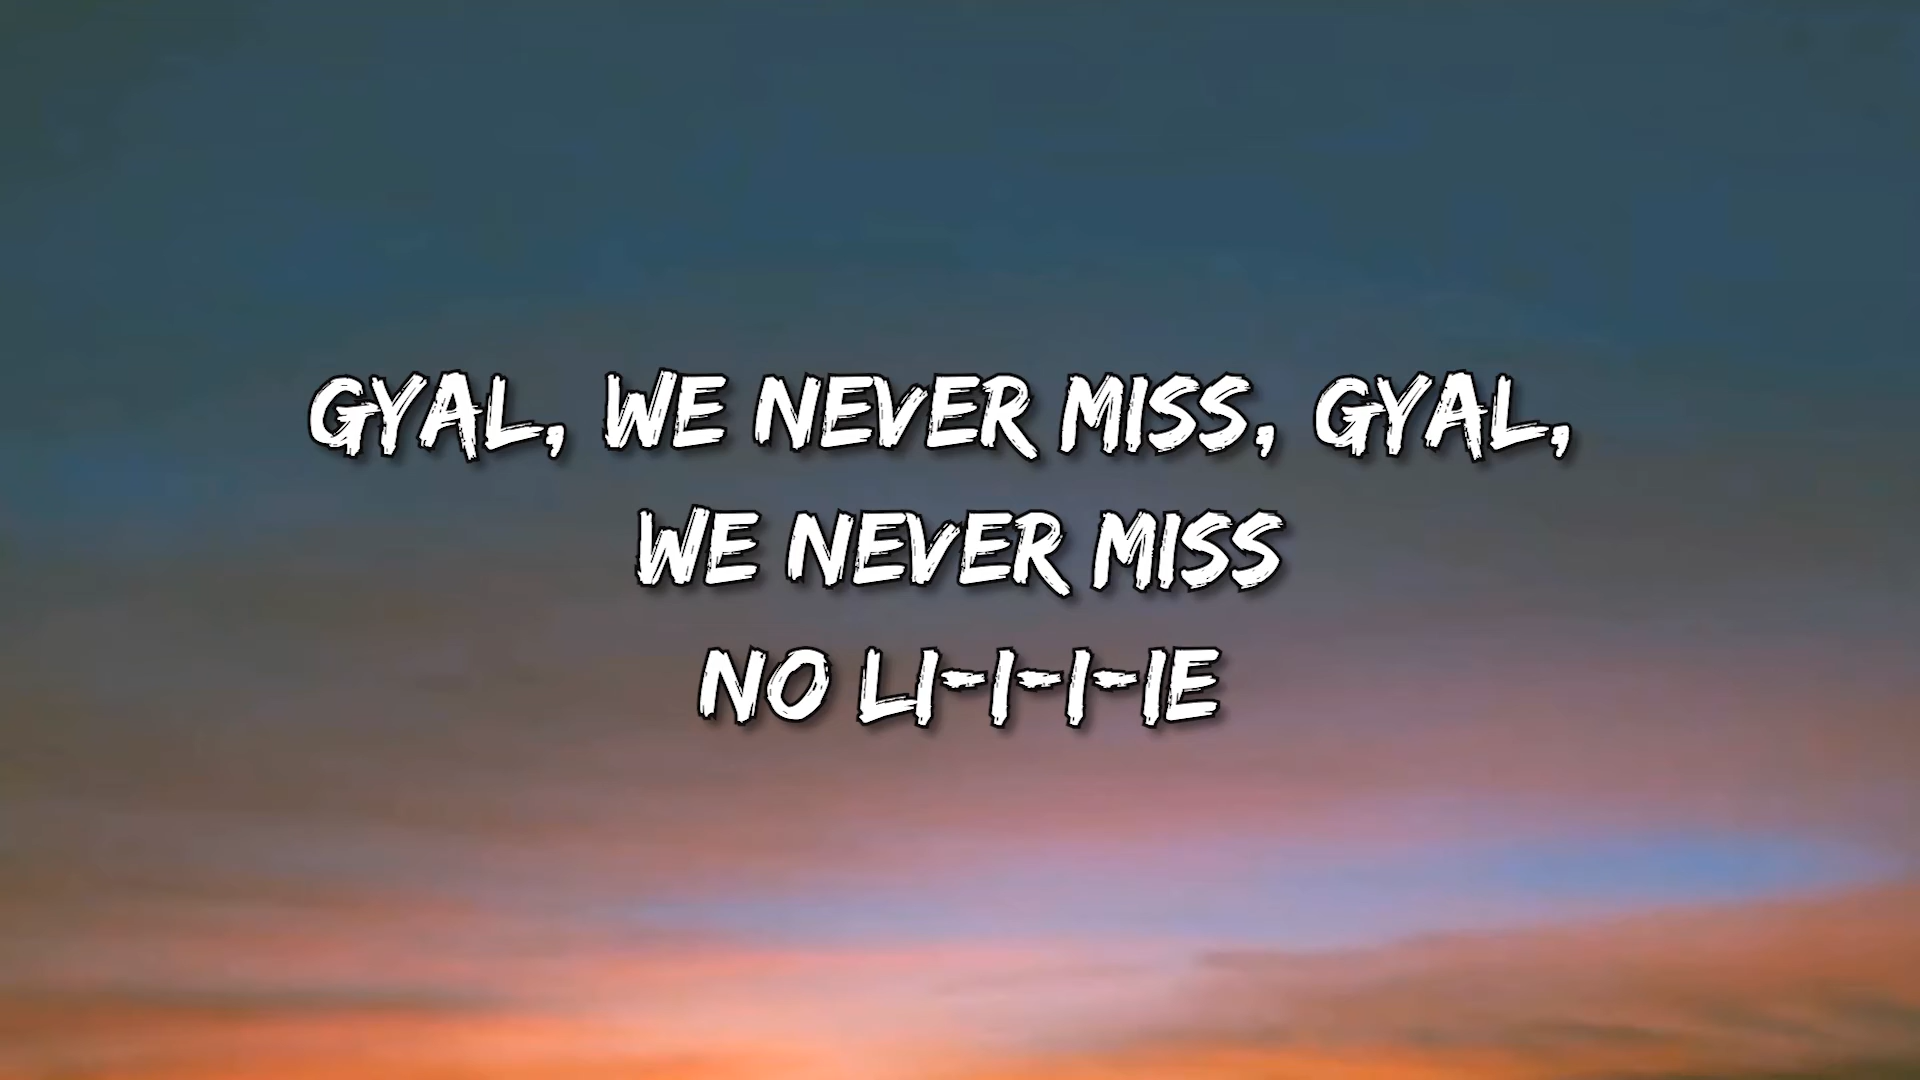 GYAL, WE NEVER MISS, GYAL,
WE NEVER MISS
NO LI-I-I-IE